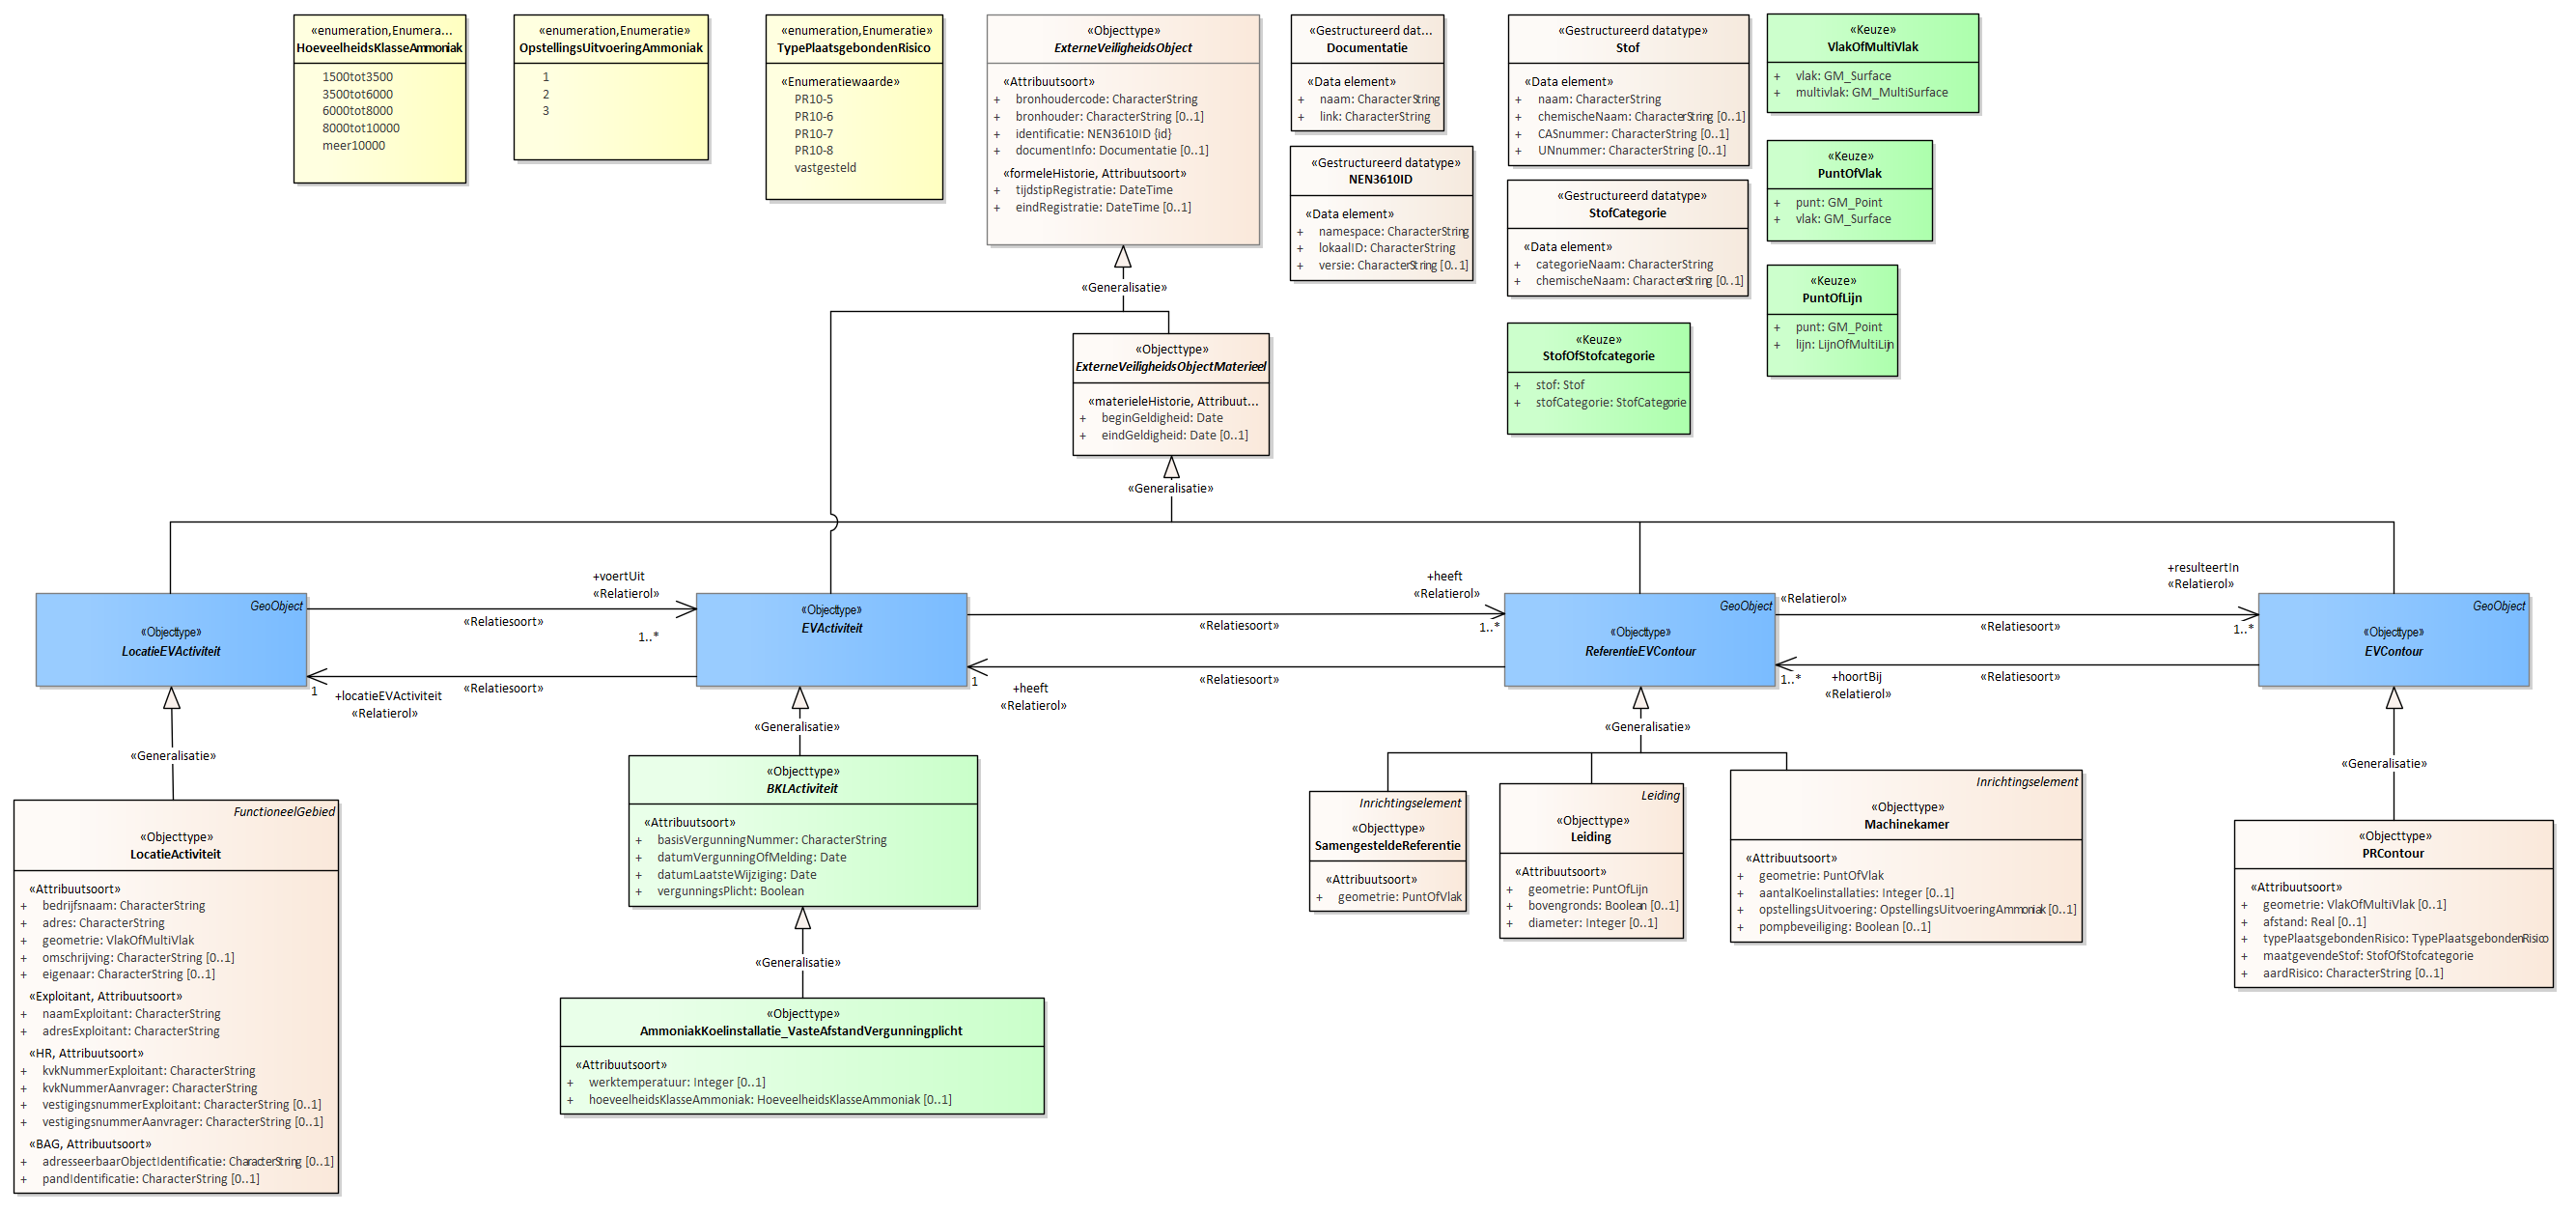 «enumeration,Enumera...
HoeveelheidsKlasseAmmoniak
1500tot3500
3500tot6000
6000tot8000
8000tot10000
meer10000
«enumeration,Enumeratie»
OpstellingsUitvoeringAmmoniak
1
2
3
«enumeration,Enumeratie»
TypePlaatsgebondenRisico
«Enumeratiewaarde»
PR10-5
PR10-6
PR10-7
PR10-8
vastgesteld
«Objecttype»
ExterneVeiligheidsObject
«Attribuutsoort»
+ bronhoudercode: CharacterString
+ bronhouder: CharacterString [0..1]
+ identificatie: NEN3610ID {id}
+ documentInfo: Documentatie [0..1]
«formeleHistorie, Attribuutsoort»
+ tijdstipRegistratie: DateTime
+ eindRegistratie: DateTime [0..1]
«Gestructureerd dat...
Documentatie
«Data element»
+ naam: CharacterString
+ link: CharacterString
«Gestructureerd datatype»
NEN3610ID
«Data element»
+ namespace: CharacterString
+ lokaalID: CharacterString
+ versie: CharacterString [0..1]
«Gestructureerd datatype»
Stof
«Data element»
+ naam: CharacterString
+ chemischeNaam: CharacterString [0..1]
+ CASnummer: CharacterString [0..1]
+ UNnummer: CharacterString [0..1]
«Gestructureerd datatype»
StofCategorie
«Data element»
+ categorieNaam: CharacterString
+ chemischeNaam: CharacterString [0..1]
«Keuze»
StofOfStofcategorie
+ stof: Stof
+ stofCategorie: StofCategorie
«Keuze»
VlakOfMultiVlak
+ vlak: GM_Surface
+ multivlak: GM_MultiSurface
«Keuze»
PuntOfVlak
+ punt: GM_Point
+ vlak: GM_Surface
«Keuze»
PuntOfLijn
+ punt: GM_Point
+ lijn: LijnOfMultiLijn
«Generalisatie»
«Objecttype»
ExterneVeiligheidsObjectMaterieel
«materieleHistorie, Attribuut...
+ beginGeldigheid: Date
+ eindGeldigheid: Date [0..1]
«Generalisatie»
GeoObject
«Objecttype»
LocatieEVActiviteit
+voertUit
«Relatierol»
«Relatiesoort»
1..*
«Relatiesoort»
1
+locatieEVActiviteit
«Relatierol»
«Objecttype»
EVActiviteit
+heeft
«Relatierol»
«Relatiesoort»
1..*
«Relatiesoort»
1
+heeft
«Relatierol»
GeoObject
«Objecttype»
ReferentieEVContour
«Relatierol»
+resulteertIn
«Relatierol»
«Relatiesoort»
1..*
«Relatiesoort»
1..*
+hoortBij
«Relatierol»
GeoObject
«Objecttype»
EVContour
«Generalisatie»
FunctioneelGebied
«Objecttype»
LocatieActiviteit
«Attribuutsoort»
+ bedrijfsnaam: CharacterString
+ adres: CharacterString
+ geometrie: VlakOfMultiVlak
+ omschrijving: CharacterString [0..1]
+ eigenaar: CharacterString [0..1]
«Exploitant, Attribuutsoort»
+ naamExploitant: CharacterString
+ adresExploitant: CharacterString
«HR, Attribuutsoort»
+ kvkNummerExploitant: CharacterString
+ kvkNummerAanvrager: CharacterString
+ vestigingsnummerExploitant: CharacterString [0..1]
+ vestigingsnummerAanvrager: CharacterString [0..1]
«BAG, Attribuutsoort»
+ adresseerbaarObjectIdentificatie: CharacterString [0..1]
+ pandIdentificatie: CharacterString [0..1]
«Generalisatie»
«Objecttype»
BKLActiviteit
«Attribuutsoort»
+ basisVergunningNummer: CharacterString
+ datumVergunningOfMelding: Date
+ datumLaatsteWijziging: Date
+ vergunningsPlicht: Boolean
«Generalisatie»
«Objecttype»
AmmoniakKoelinstallatie_VasteAfstandVergunningplicht
«Attribuutsoort»
+ werktemperatuur: Integer [0..1]
+ hoeveelheidsKlasseAmmoniak: HoeveelheidsKlasseAmmoniak [0..1]
«Generalisatie»
Inrichtingselement
«Objecttype»
SamengesteldeReferentie
«Attribuutsoort»
+ geometrie: PuntOfVlak
Leiding
«Objecttype»
Leiding
«Attribuutsoort»
+ geometrie: PuntOfLijn
+ bovengronds: Boolean [0..1]
+ diameter: Integer [0..1]
Inrichtingselement
«Objecttype»
Machinekamer
«Attribuutsoort»
+ geometrie: PuntOfVlak
+ aantalKoelinstallaties: Integer [0..1]
+ opstellingsUitvoering: OpstellingsUitvoeringAmmoniak [0..1]
+ pompbeveiliging: Boolean [0..1]
«Generalisatie»
«Objecttype»
PRContour
«Attribuutsoort»
+ geometrie: VlakOfMultiVlak [0..1]
+ afstand: Real [0..1]
+ typePlaatsgebondenRisico: TypePlaatsgebondenRisico
+ maatgevendeStof: StofOfStofcategorie
+ aardRisico: CharacterString [0..1]